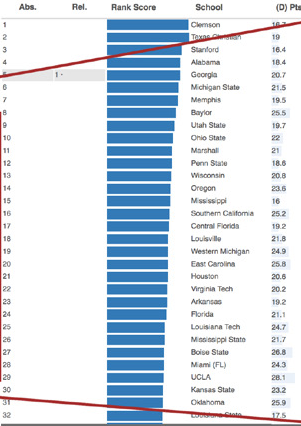 Abs. Rel. Rank Score School (D) Pts
1 Clemson 16.7
2 Texas Christian 19
3 Stanford 16.4
4 Alabama 18.4
5 1 - Georgia 20.7
6 Michigan State 21.5
7 Memphis 19.5
8 Baylor 25.5
9 Utah State 19.7
10 Ohio State 22
11 Marshall 21
12 Penn State 18.6
13 Wisconsin 20.8
14 Oregon 23.6
15 Mississippi 16
16 Southern California 25.2
17 Central Florida 19.2
18 Louisville 21.8
19 Western Michigan 24.9
20 East Carolina 25.8
21 Houston 20.6
22 Virginia Tech 20.2
23 Arkansas 19.2
24 Florida 21.1
25 Louisiana Tech 24.7
26 Mississippi State 21.7
27 Boise State 26.8
28 Miami (FL) 24.3
29 UCLA 28.1
30 Kansas State 23.2
31 Oklahoma 25.9
32 Louisiana State 17.5